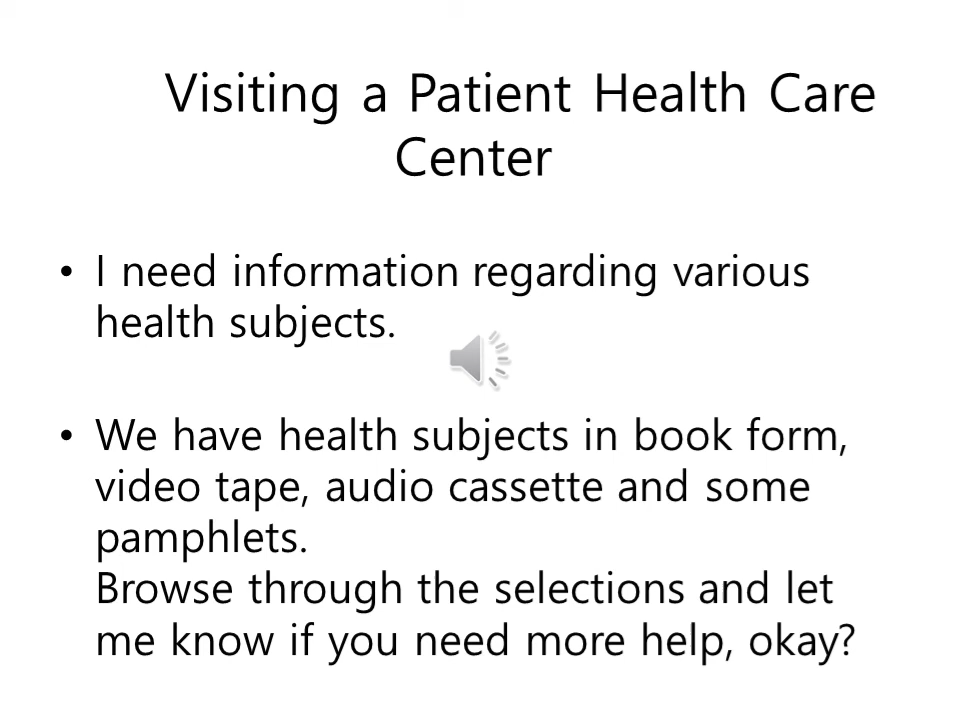 Visiting a Patient Health Care
Center
• I need information regarding various
health subjects.
• We have health subjects in book form,
video tape, audio cassette and some
pamphlets.
Browse through the selections and let
me know if you need more help, okay?